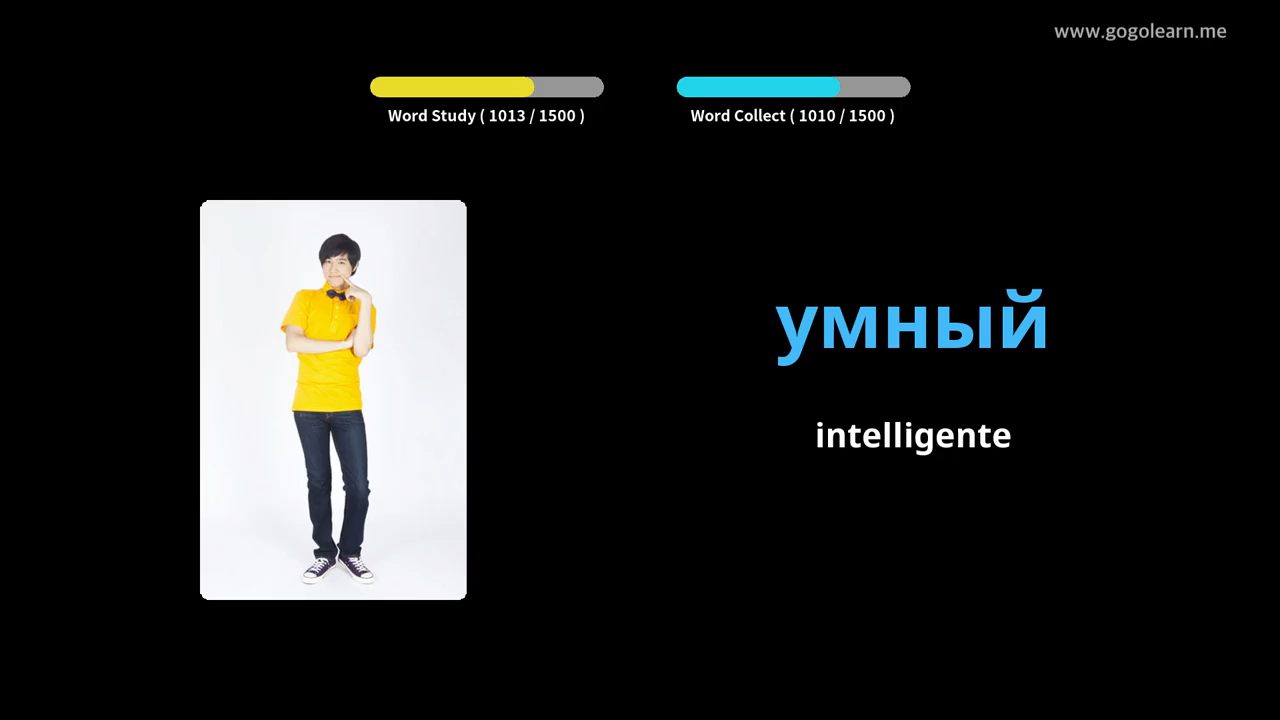 www.gogolearn.me
Word Study ( 1013 / 1500 )
Word Collect ( 1010 / 1500 )
умный
intelligente